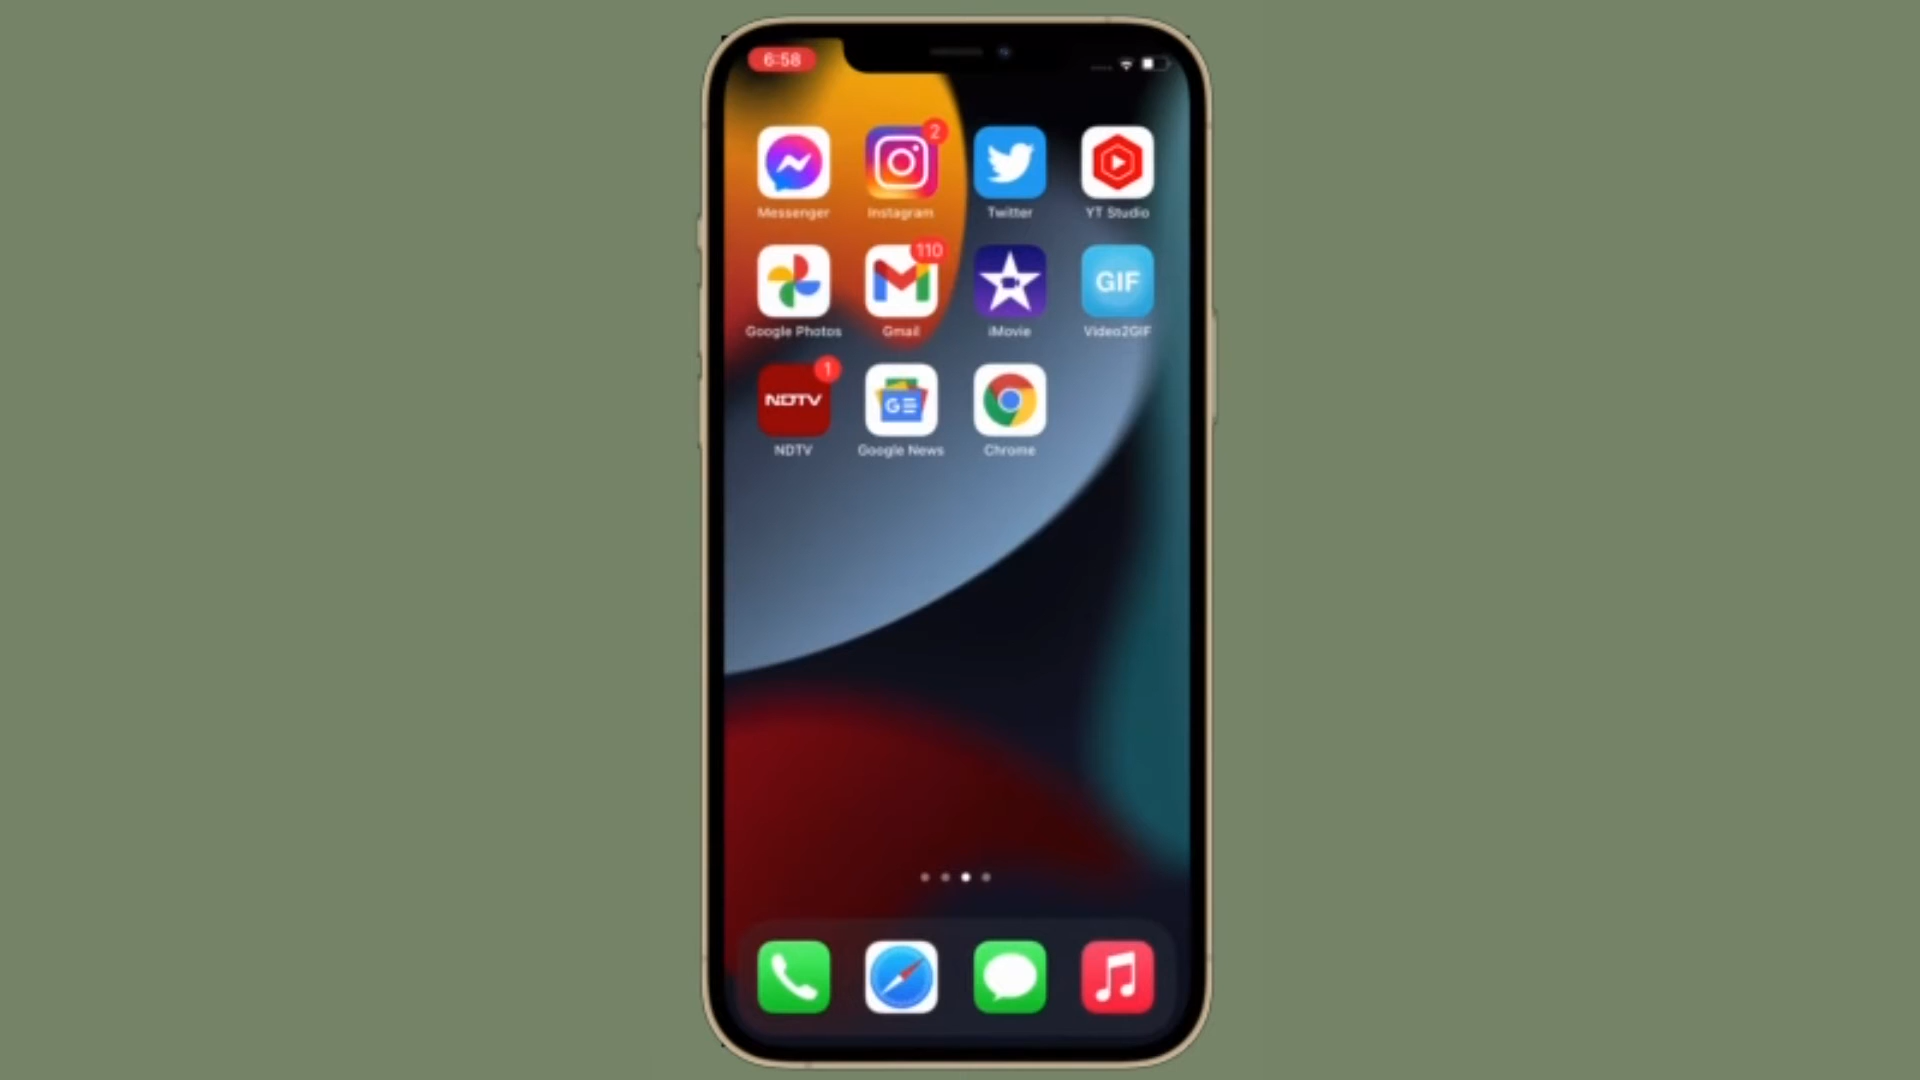 6:58
2
Messenger Instagram Twitter YT Studio
110
GIF
Google Photos Gmail iMovie Video2GIF
1
NDTV GE
NDTV Google News Chrome